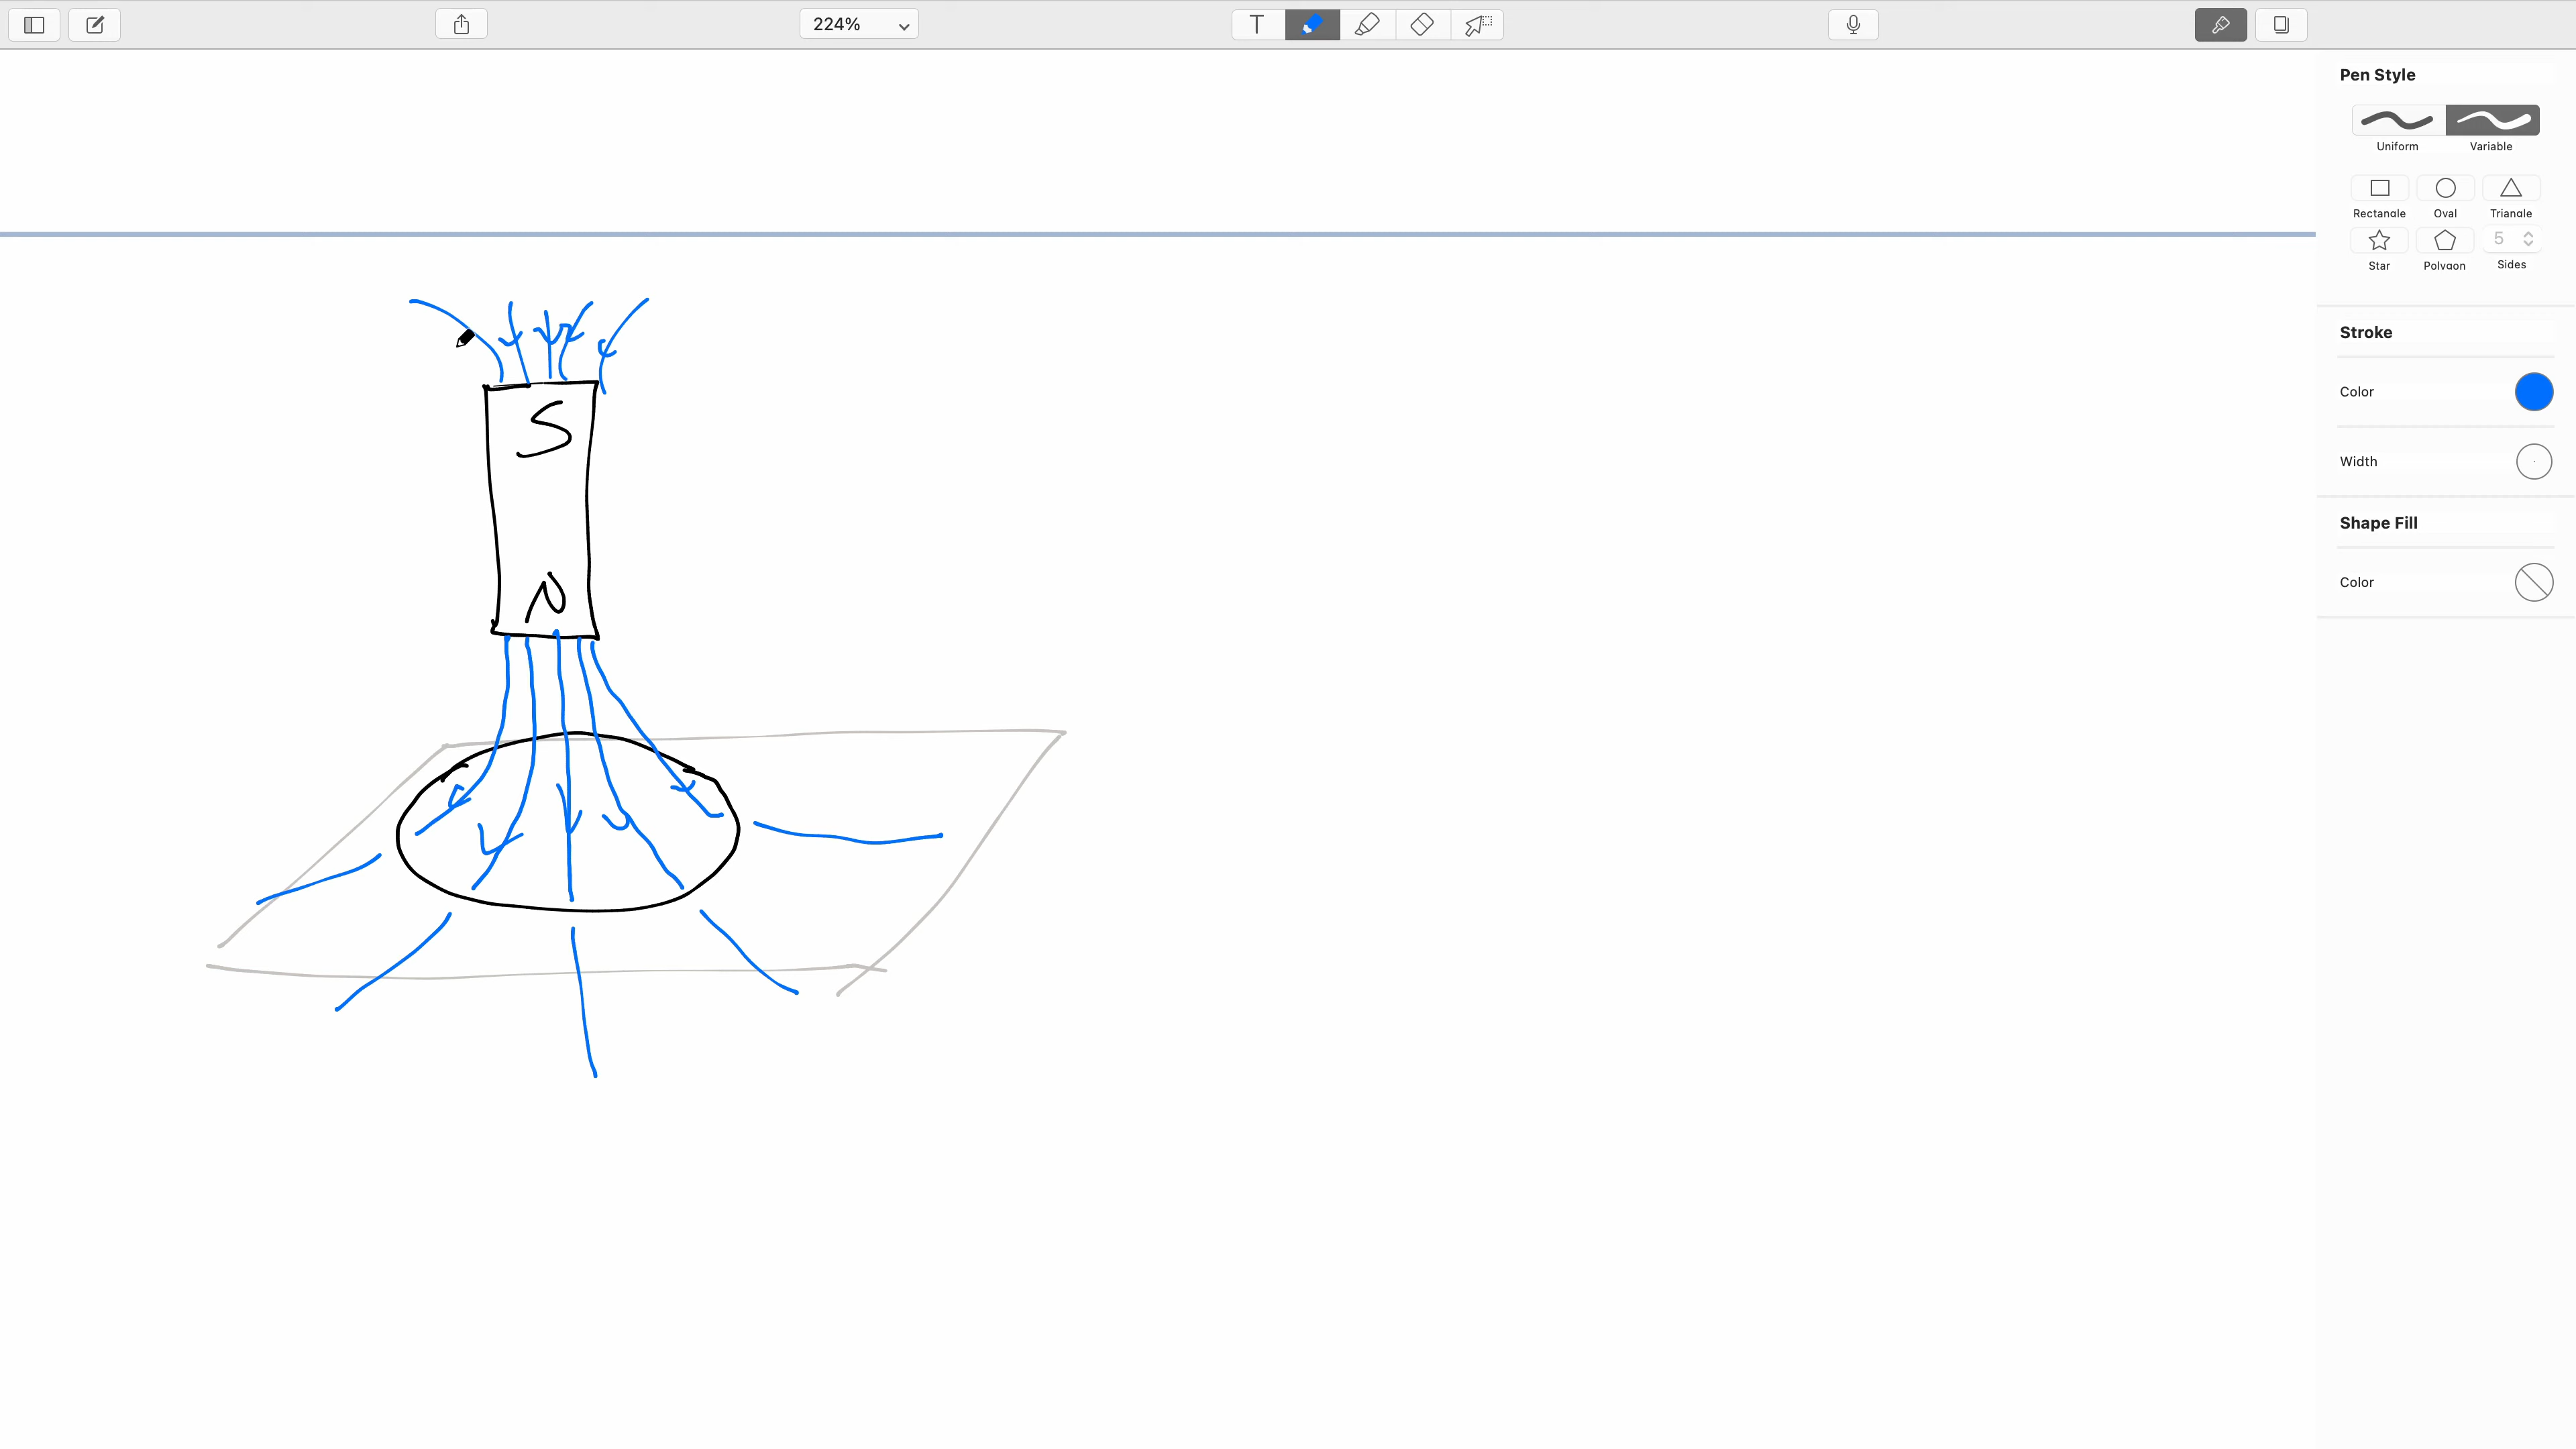 224%
T
Pen Style
Uniform Variable
Rectangle Oval Triangle
5
Star Polygon Sides
Stroke
Color
Width
Shape Fill
Color
S
N